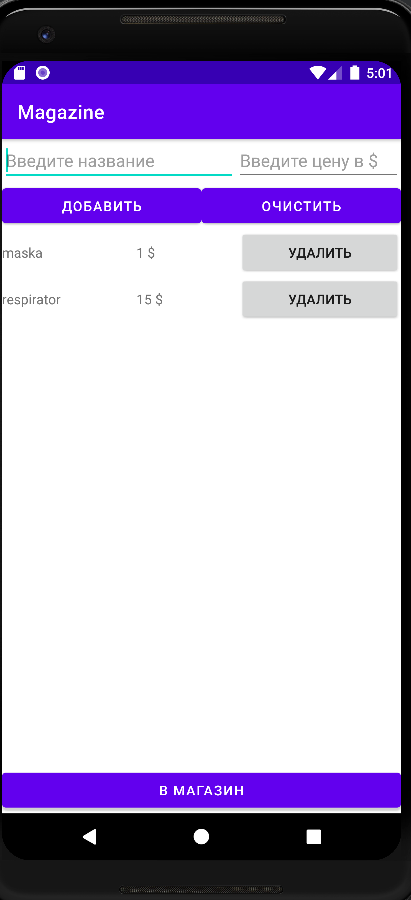 5:01
Magazine
Введите название Введите цену в $
ДОБАВИТЬ ОЧИСТИТЬ
maska 1 $ УДАЛИТЬ
respirator 15 $ УДАЛИТЬ
В МАГАЗИН